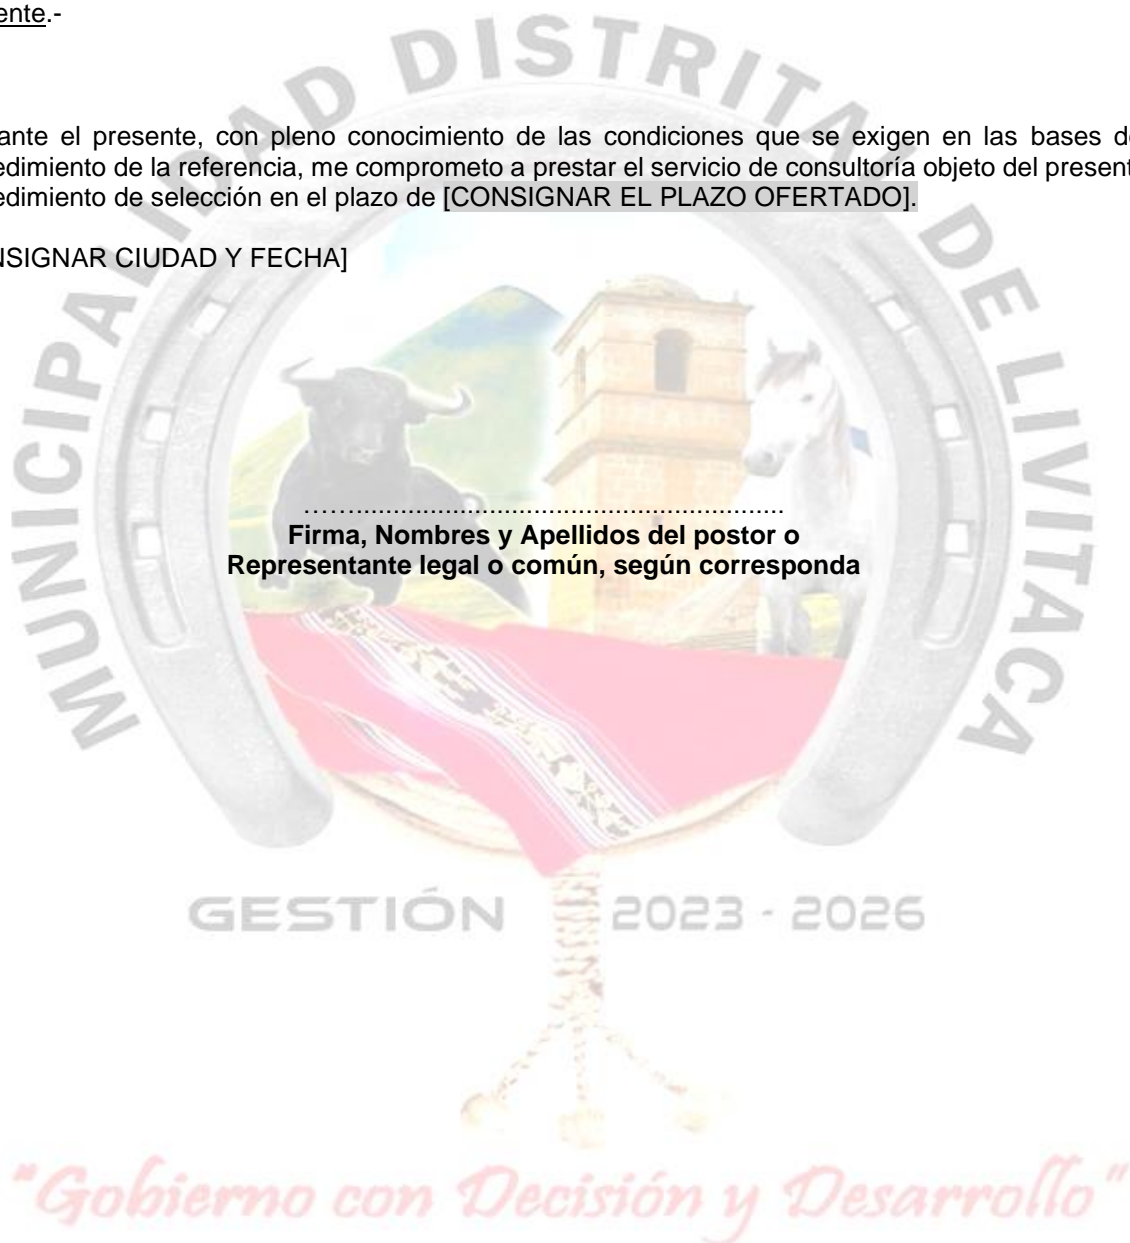 ente.-
ante el presente, con pleno conocimiento de las condiciones que se exigen en las bases de
edimiento de la referencia, me comprometo a prestar el servicio de consultoría objeto del present
edimiento de selección en el plazo de [CONSIGNAR EL PLAZO OFERTADO].
NSIGNAR CIUDAD Y FECHA]
MUNICIPALIDAD DISTRITAL DE LIVITACA
……...........................................................
Firma, Nombres y Apellidos del postor o
Representante legal o común, según corresponda
GESTIÓN 2023 - 2026
"Gobierno con Decisión y Desarrollo"